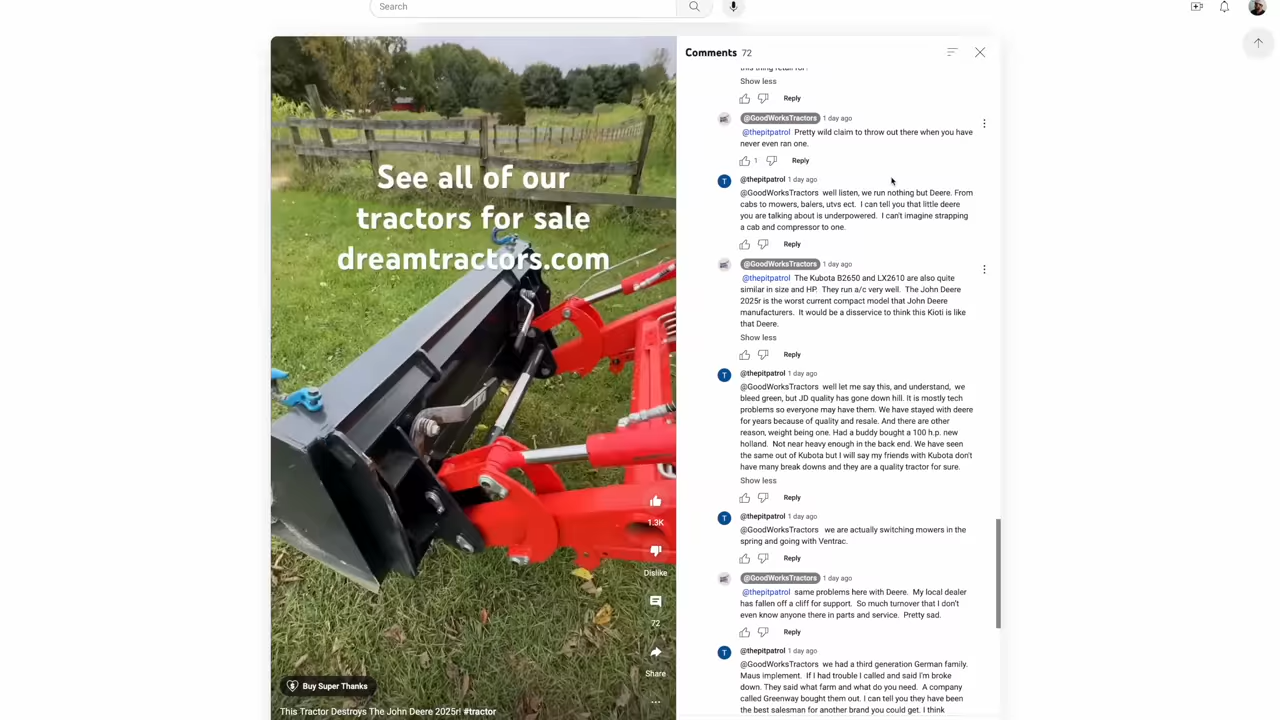 Search
See all of our
tractors for sale
dreamtractors.com
1.3K
Dislike
72
Share
Buy Super Thanks
This Tractor Destroys The John Deere 2025r! #tractor
Comments 72
this thing retail for?
Show less
Reply
@GoodWorksTractors 1 day ago
@thepitpatrol Pretty wild claim to throw out there when you have
never even ran one.
1 Reply
T @thepitpatrol 1 day ago
@GoodWorksTractors well listen, we run nothing but Deere. From
cabs to mowers, balers, utvs ect. I can tell you that little deere
you are talking about is underpowered. I can't imagine strapping
a cab and compressor to one.
Reply
@GoodWorksTractors 1 day ago
@thepitpatrol The Kubota B2650 and LX2610 are also quite
similar in size and HP. They run a/c very well. The John Deere
2025r is the worst current compact model that John Deere
manufacturers. It would be a disservice to think this Kioti is like
that Deere.
Show less
Reply
T @thepitpatrol 1 day ago
@GoodWorksTractors well let me say this, and understand, we
bleed green, but JD quality has gone down hill. It is mostly tech
problems so everyone may have them. We have stayed with deere
for years because of quality and resale. And there are other
reason, weight being one. Had a buddy bought a 100 h.p. new
holland. Not near heavy enough in the back end. We have seen
the same out of Kubota but I will say my friends with Kubota don't
have many break downs and they are a quality tractor for sure.
Show less
Reply
T @thepitpatrol 1 day ago
@GoodWorksTractors we are actually switching mowers in the
spring and going with Ventrac.
Reply
@GoodWorksTractors 1 day ago
@thepitpatrol same problems here with Deere. My local dealer
has fallen off a cliff for support. So much turnover that I don't
even know anyone there in parts and service. Pretty sad.
Reply
T @thepitpatrol 1 day ago
@GoodWorksTractors we had a third generation German family.
Maus implement. If I had trouble I called and said I'm broke
down. They said what farm and what do you need. A company
called Greenway bought them out. I can tell you they have been
the best salesman for another brand you could get. I think